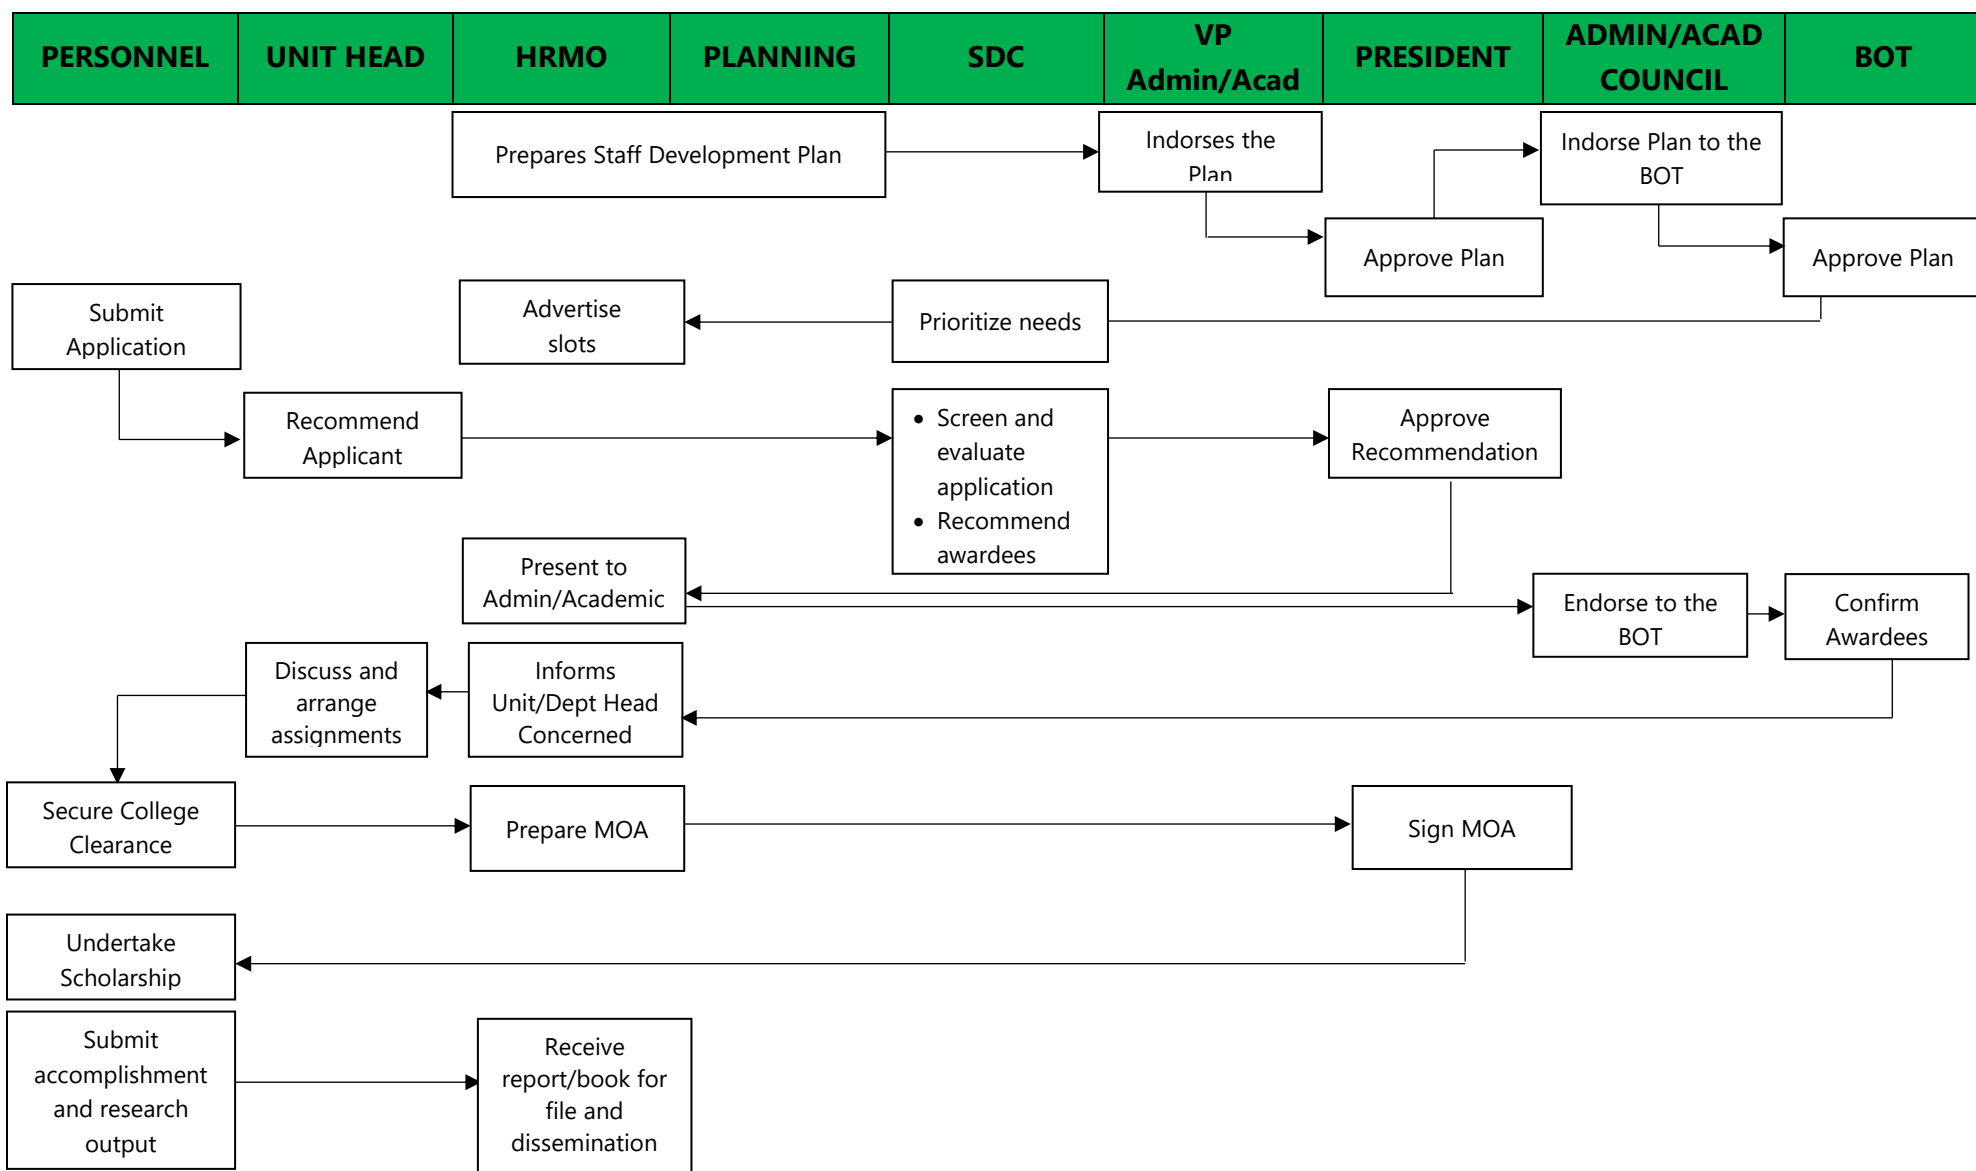 PERSONNEL
UNIT HEAD
HRMO
PLANNING
SDC
VP
Admin/Acad
PRESIDENT
ADMIN/ACAD
COUNCIL
BOT
Prepares Staff Development Plan
Indorses the
Plan
Indorse Plan to the
BOT
Approve Plan
Approve Plan
Submit
Application
Advertise
slots
Prioritize needs
Recommend
Applicant
• Screen and
evaluate
application
• Recommend
awardees
Approve
Recommendation
Present to
Admin/Academic
Endorse to the
BOT
Confirm
Awardees
Discuss and
arrange
assignments
Informs
Unit/Dept Head
Concerned
Secure College
Clearance
Prepare MOA
Sign MOA
Undertake
Scholarship
Submit
accomplishment
and research
output
Receive
report/book for
file and
dissemination